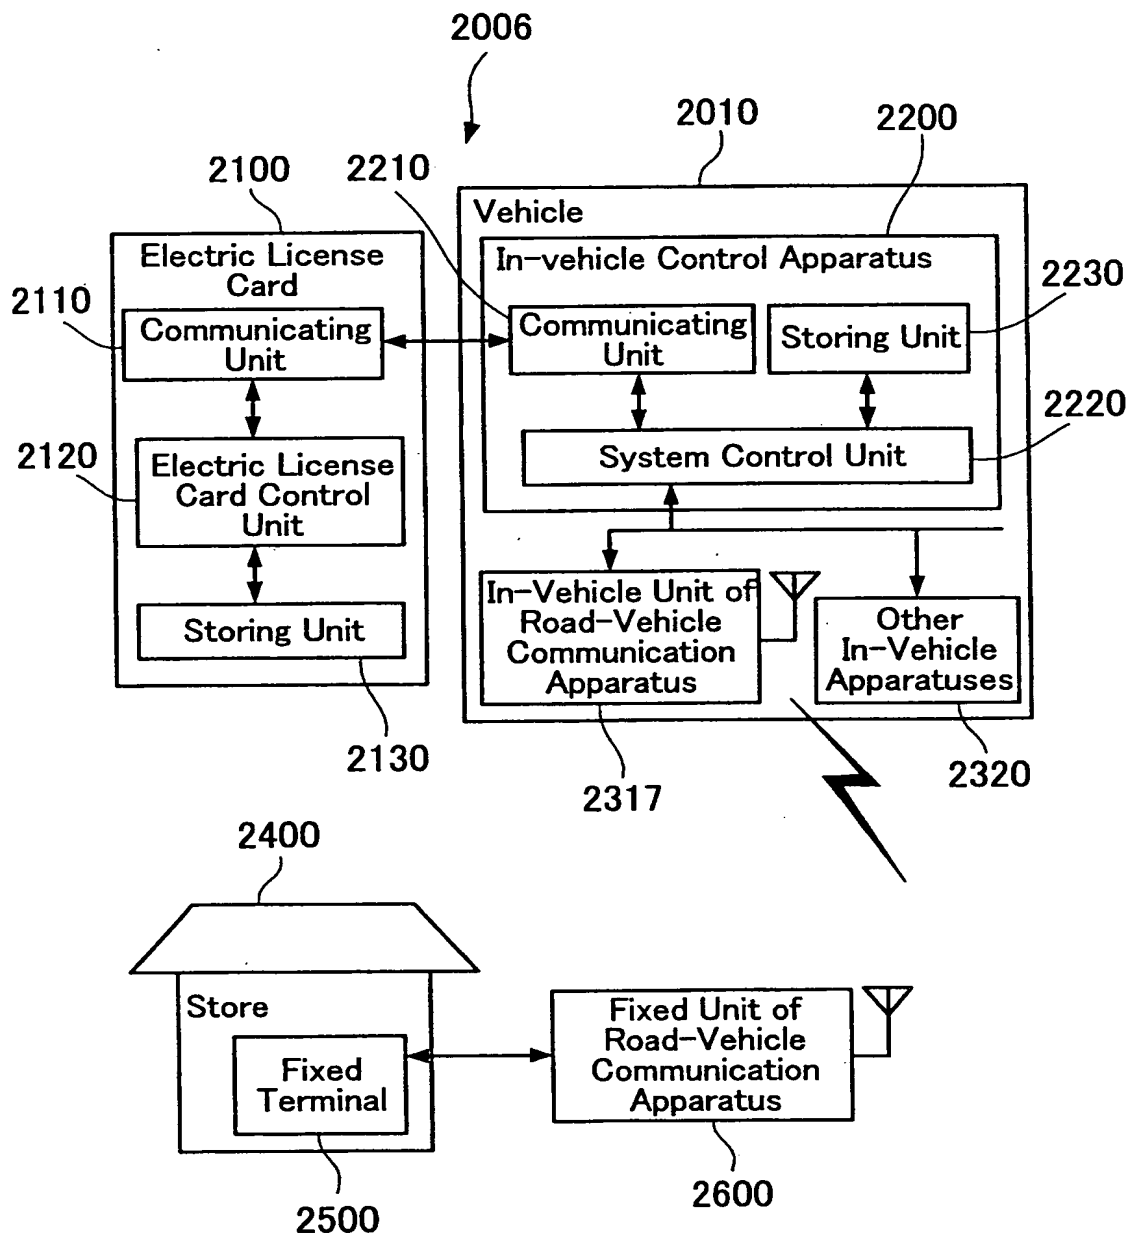 2006
2010
2200
2100
2210
Vehicle
Electric License
Card
In-vehicle Control Apparatus
2230
2110
Communicating
Unit
Communicating
Unit
Storing Unit
2220
2120
Electric License
Card Control
Unit
System Control Unit
Storing Unit
In-Vehicle Unit of
Road-Vehicle
Communication
Apparatus
Other
In-Vehicle
Apparatuses
2130
2317
2320
2400
Store
Fixed
Terminal
Fixed Unit of
Road-Vehicle
Communication
Apparatus
2500
2600